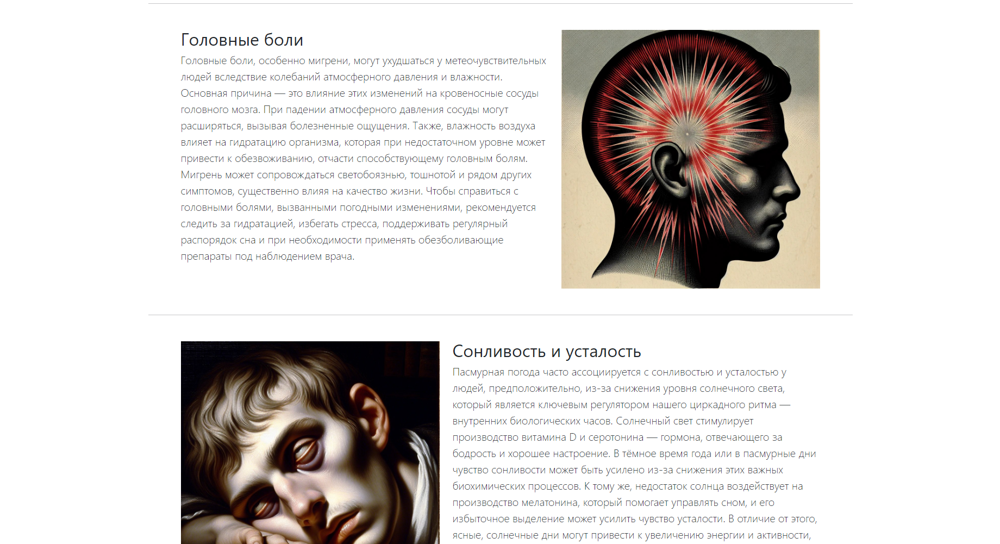 Головные боли
Головные боли, особенно мигрени, могут ухудшаться у метеочувствительных
людей вследствие колебаний атмосферного давления и влажности.
Основная причина — это влияние этих изменений на кровеносные сосуды
головного мозга. При падении атмосферного давления сосуды могут
расширяться, вызывая болезненные ощущения. Также, влажность воздуха
влияет на гидратацию организма, которая при недостаточном уровне может
привести к обезвоживанию, отчасти способствующему головным болям.
Мигрень может сопровождаться светобоязнью, тошнотой и рядом других
симптомов, существенно влияя на качество жизни. Чтобы справиться с
головными болями, вызванными погодными изменениями, рекомендуется
следить за гидратацией, избегать стресса, поддерживать регулярный
распорядок сна и при необходимости применять обезболивающие
препараты под наблюдением врача.
Сонливость и усталость
Пасмурная погода часто ассоциируется с сонливостью и усталостью у
людей, предположительно, из-за снижения уровня солнечного света,
который является ключевым регулятором нашего циркадного ритма —
внутренних биологических часов. Солнечный свет стимулирует
производство витамина D и серотонина — гормона, отвечающего за
бодрость и хорошее настроение. В тёмное время года или в пасмурные дни
чувство сонливости может быть усилено из-за снижения этих важных
биохимических процессов. К тому же, недостаток солнца воздействует на
производство мелатонина, который помогает управлять сном, и его
избыточное выделение может усилить чувство усталости. В отличие от этого,
ясные, солнечные дни могут привести к увеличению энергии и активности,